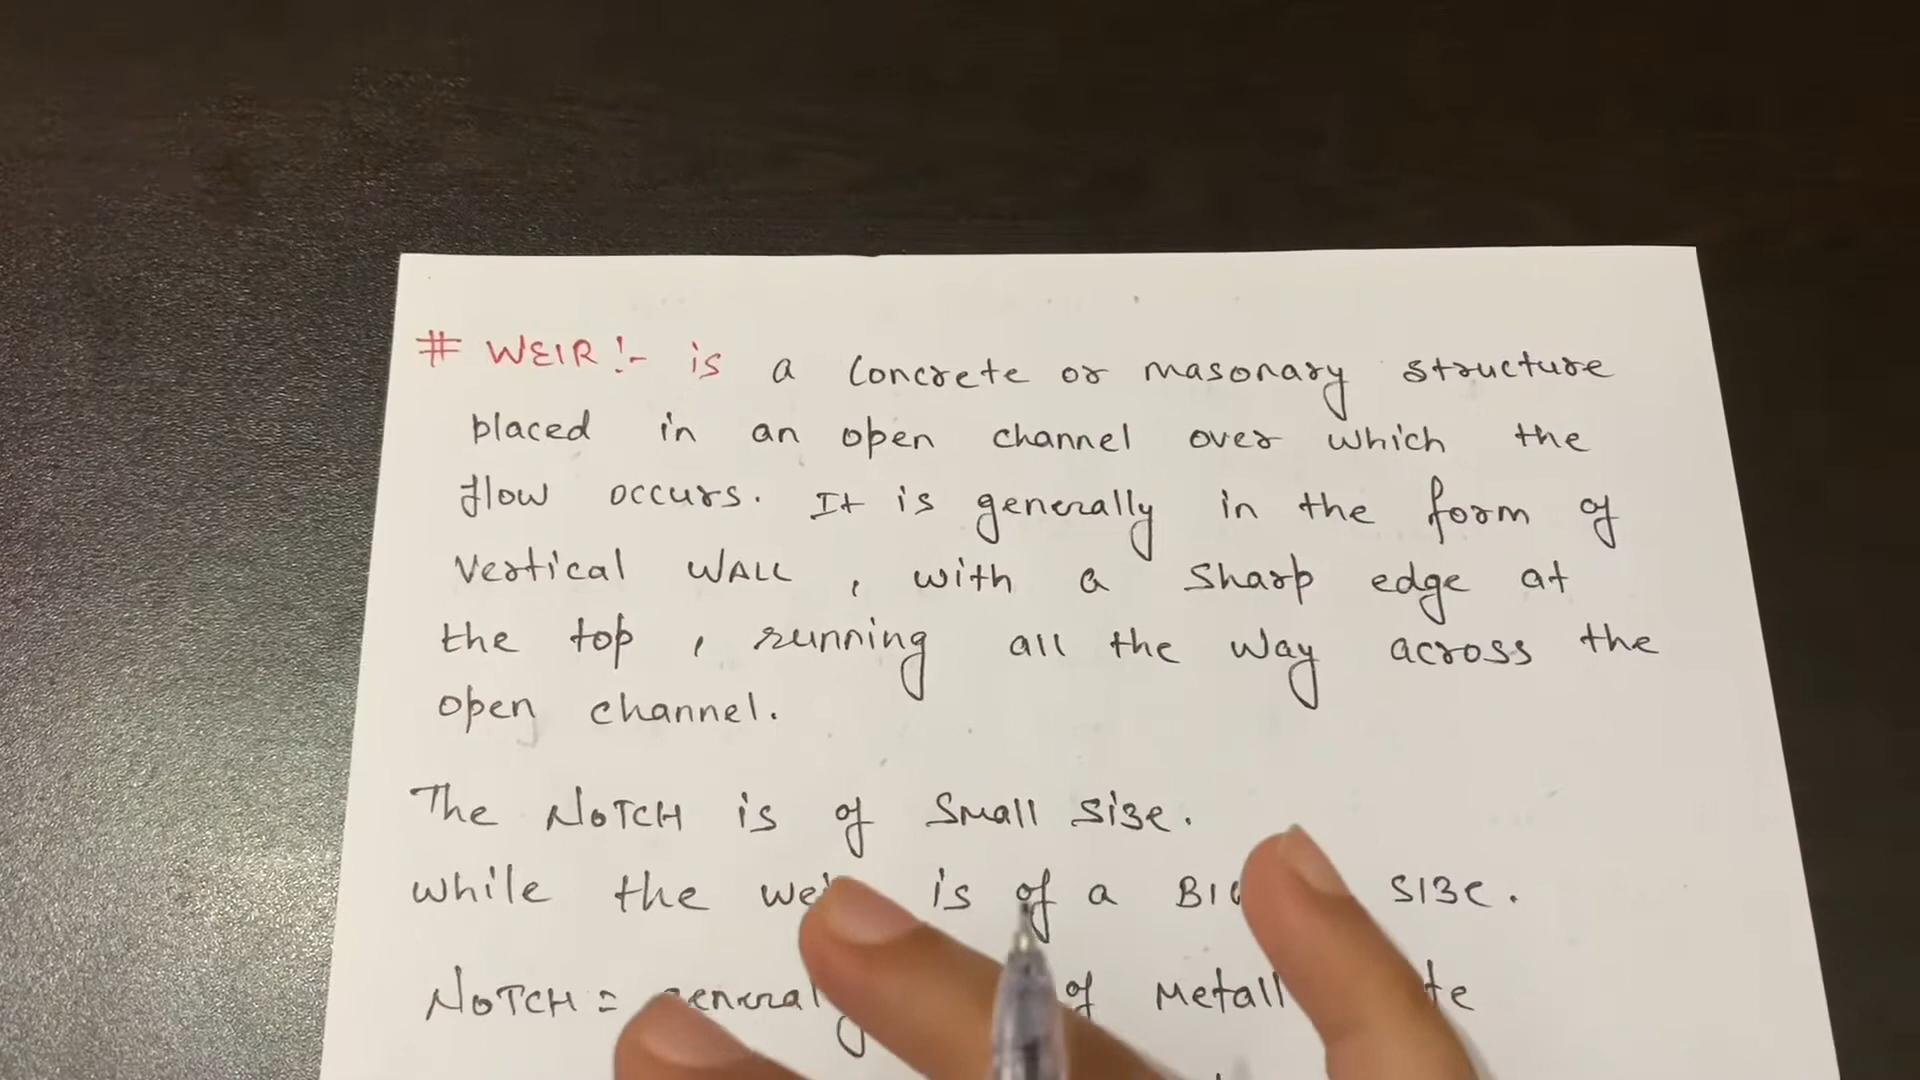 # WEIR :- is a concrete or masonary structure
placed in an open channel over which the
flow occurs. It is generally in the form of
vertical WALL , with a sharp edge at
the top , running all the way across the
open channel.
The NOTCH is of small size.
while the is of a size.
NOTCH = of